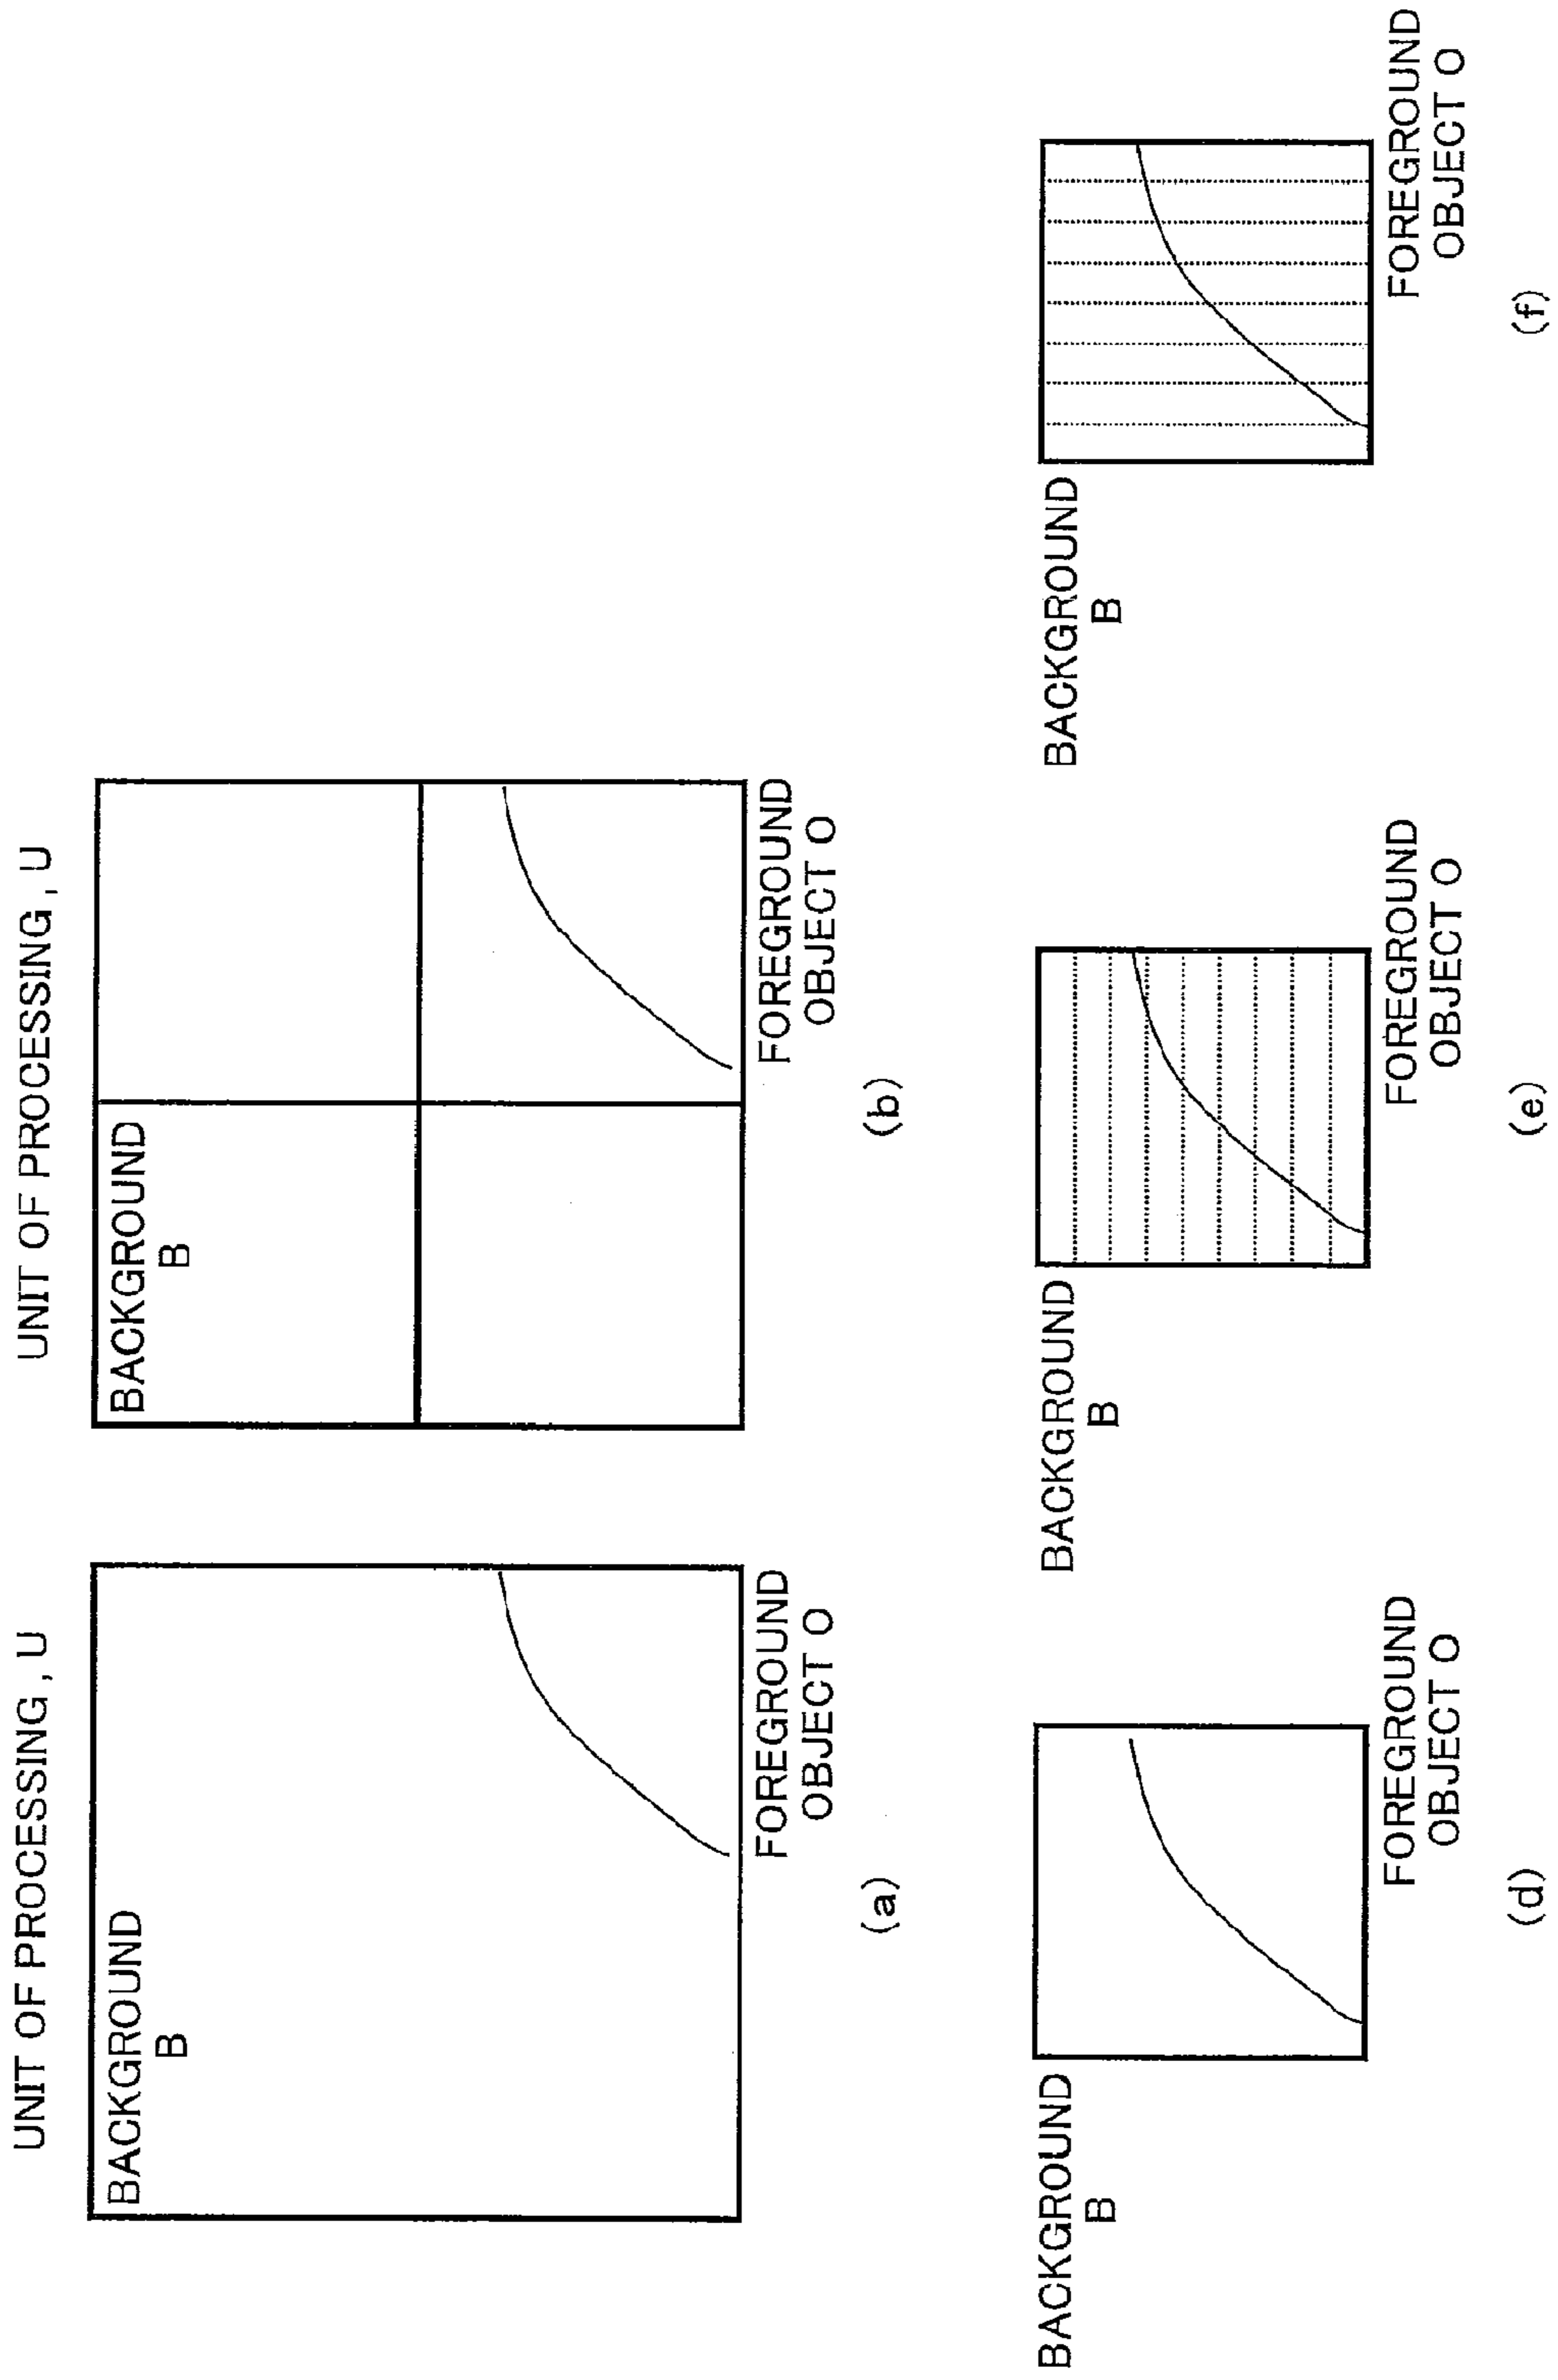 UNIT OF PROCESSING, U
BACKGROUND
B
FOREGROUND
OBJECT O
(a)
UNIT OF PROCESSING, U
BACKGROUND
B
FOREGROUND
OBJECT O
(b)
BACKGROUND
B
FOREGROUND
OBJECT O
(d)
BACKGROUND
B
FOREGROUND
OBJECT O
(e)
BACKGROUND
B
FOREGROUND
OBJECT O
(f)